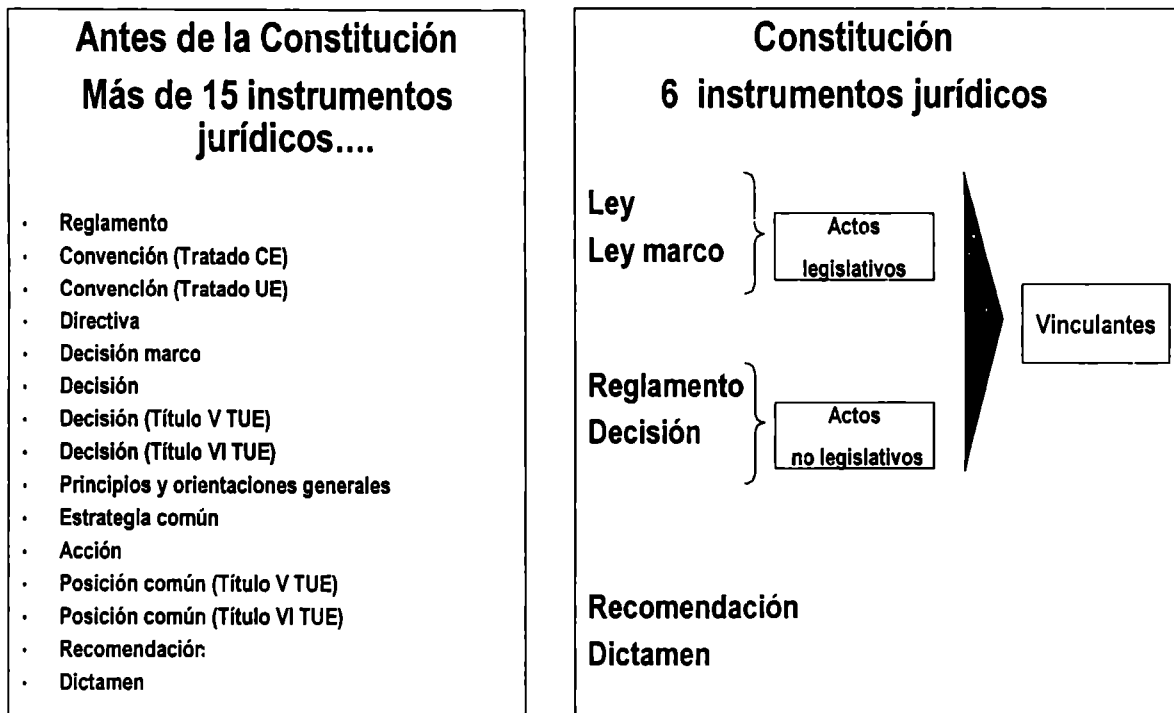 Antes de la Constitución
Más de 15 instrumentos
jurídicos....
· Reglamento
· Convención (Tratado CE)
· Convención (Tratado UE)
· Directiva
· Decisión marco
· Decisión
· Decisión (Título V TUE)
· Decisión (Título VI TUE)
· Principios y orientaciones generales
· Estrategia común
· Acción
· Posición común (Título V TUE)
· Posición común (Título VI TUE)
· Recomendación
· Dictamen
Constitución
6 instrumentos jurídicos
Ley
Ley marco
Actos
legislativos
Vinculantes
Reglamento
Decisión
Actos
no legislativos
Recomendación
Dictamen